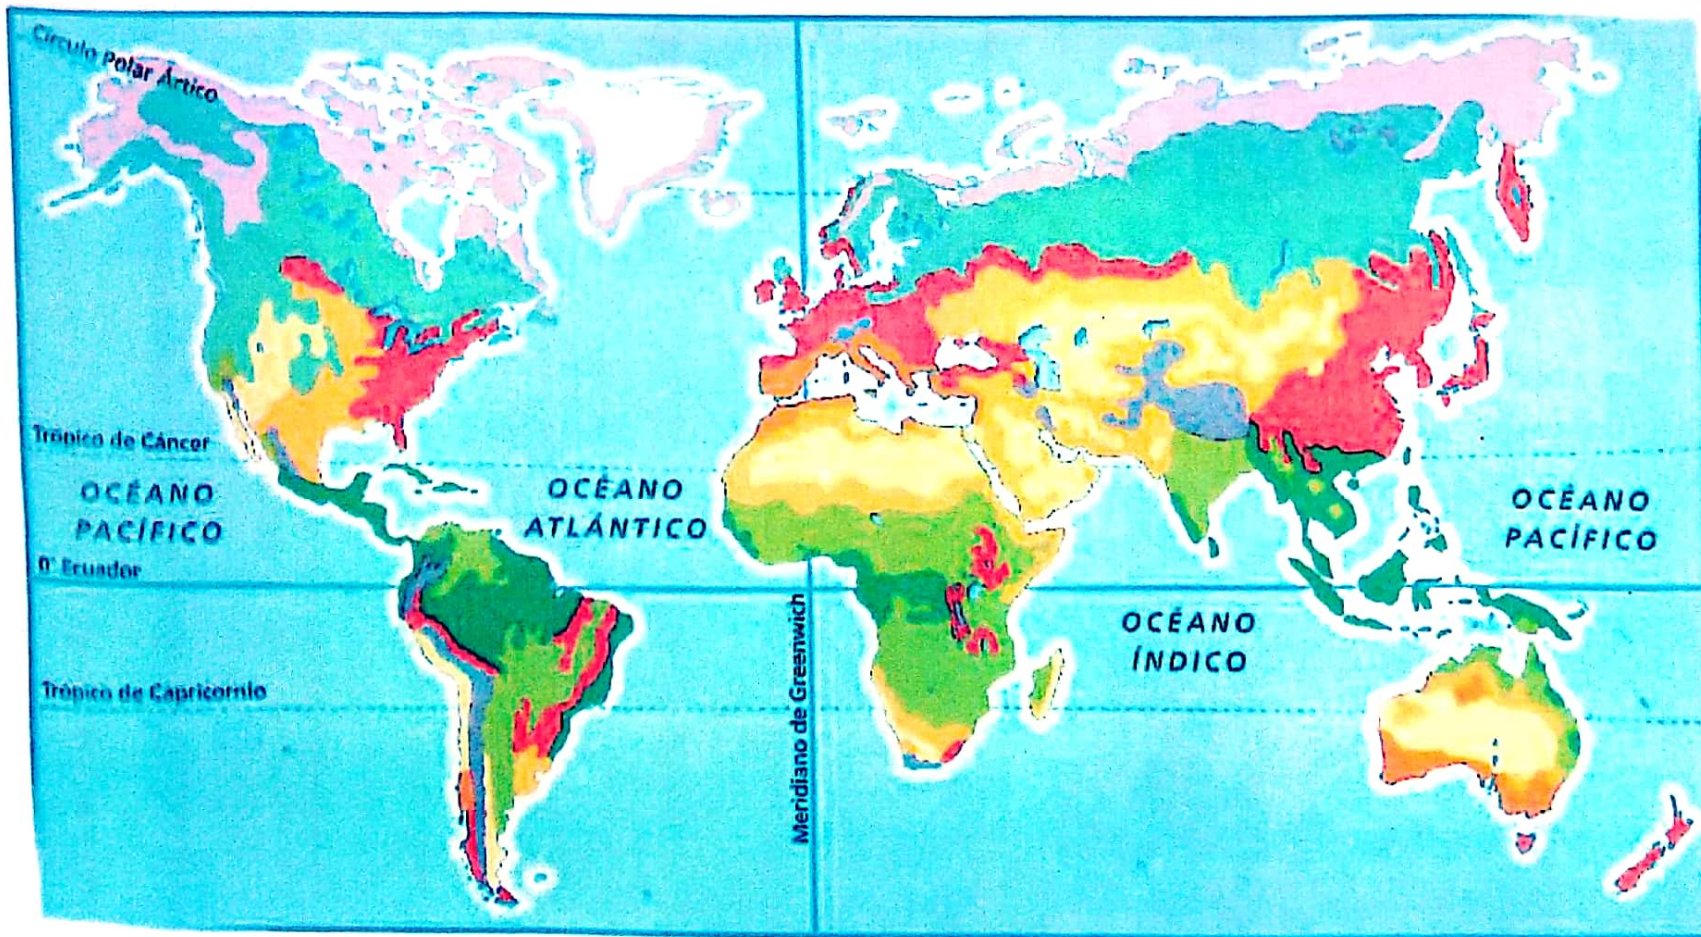 Círculo Polar Ártico
Trópico de Cáncer
OCÉANO
PACÍFICO
OCÉANO
ATLÁNTICO
OCÉANO
PACÍFICO
0° Ecuador
OCÉANO
ÍNDICO
Trópico de Capricornio
Meridiano de Greenwich